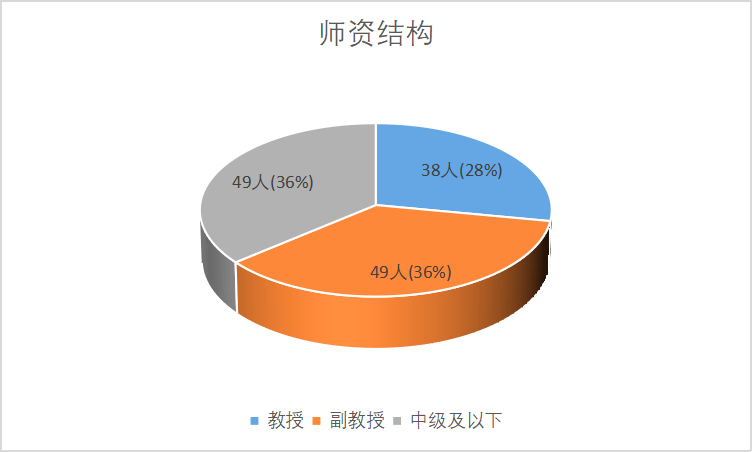 师资结构
38人(28%)
49人(36%)
49人(36%)
教授 副教授 中级及以下